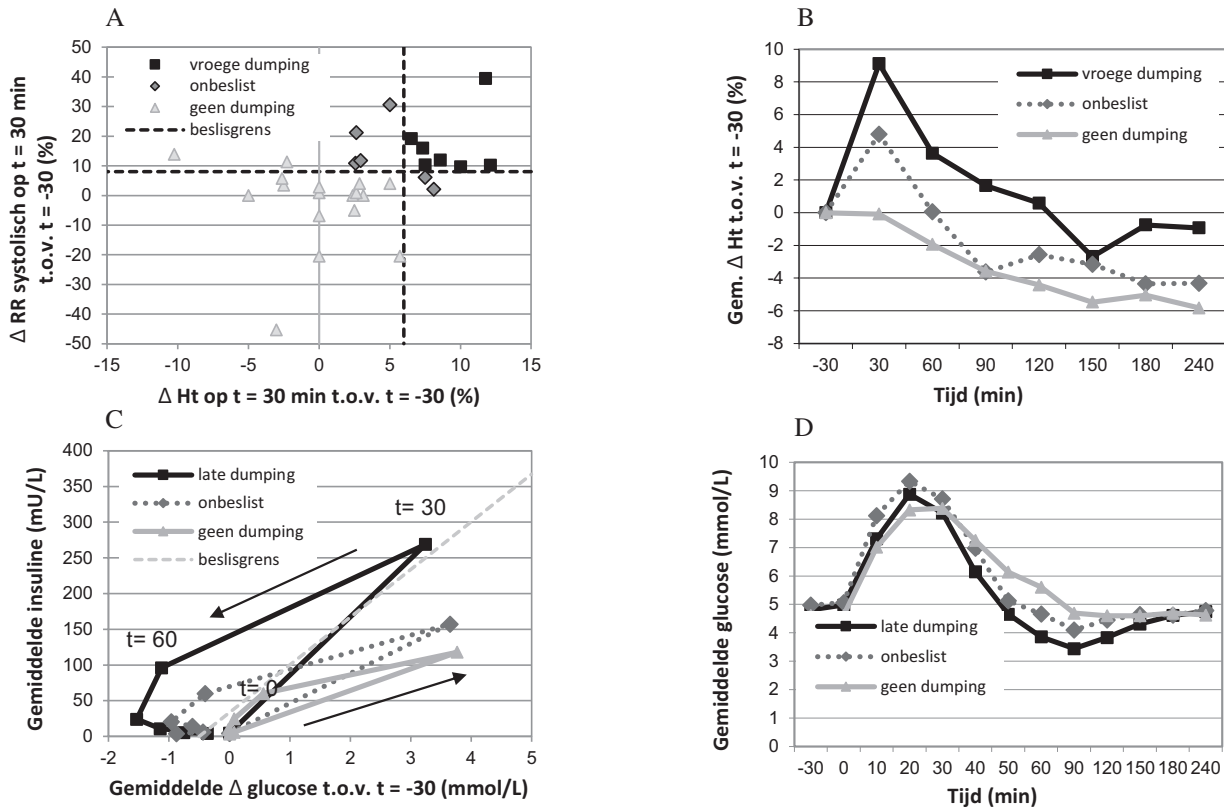 A
Δ RR systolisch op t = 30 min
t.o.v. t = -30 (%)
50
40
30
20
10
0
-10
-20
-30
-40
-50
vroege dumping
onbeslist
geen dumping
beslisgrens
-15 -10 -5 0 5 10 15
Δ Ht op t = 30 min t.o.v. t = -30 (%)
B
Gem. Δ Ht t.o.v. t = -30 (%)
10
8
6
4
2
0
-2
-4
-6
-8
vroege dumping
onbeslist
geen dumping
-30 30 60 90 120 150 180 240
Tijd (min)
C
Gemiddelde insuline (mU/L)
400
350
300
250
200
150
100
50
0
late dumping
onbeslist
geen dumping
beslisgrens
t= 30
t= 60
t= 0
-2 -1 0 1 2 3 4 5
Gemiddelde Δ glucose t.o.v. t = -30 (mmol/L)
D
Gemiddelde glucose (mmol/L)
10
9
8
7
6
5
4
3
2
1
0
late dumping
onbeslist
geen dumping
-30 0 10 20 30 40 50 60 90 120 150 180 240
Tijd (min)